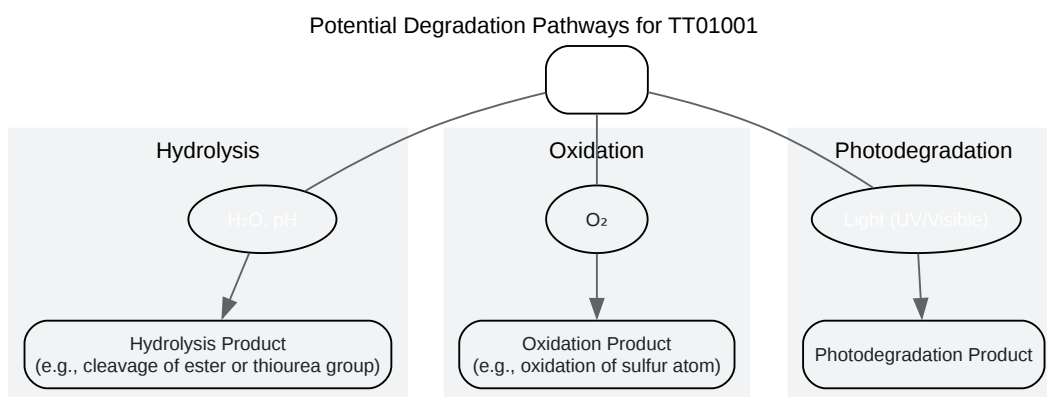 Potential Degradation Pathways for TT01001
Hydrolysis
Oxidation
Photodegradation
H₂O, pH
O₂
Light (UV/Visible)
Hydrolysis Product
(e.g., cleavage of ester or thiourea group)
Oxidation Product
(e.g., oxidation of sulfur atom)
Photodegradation Product